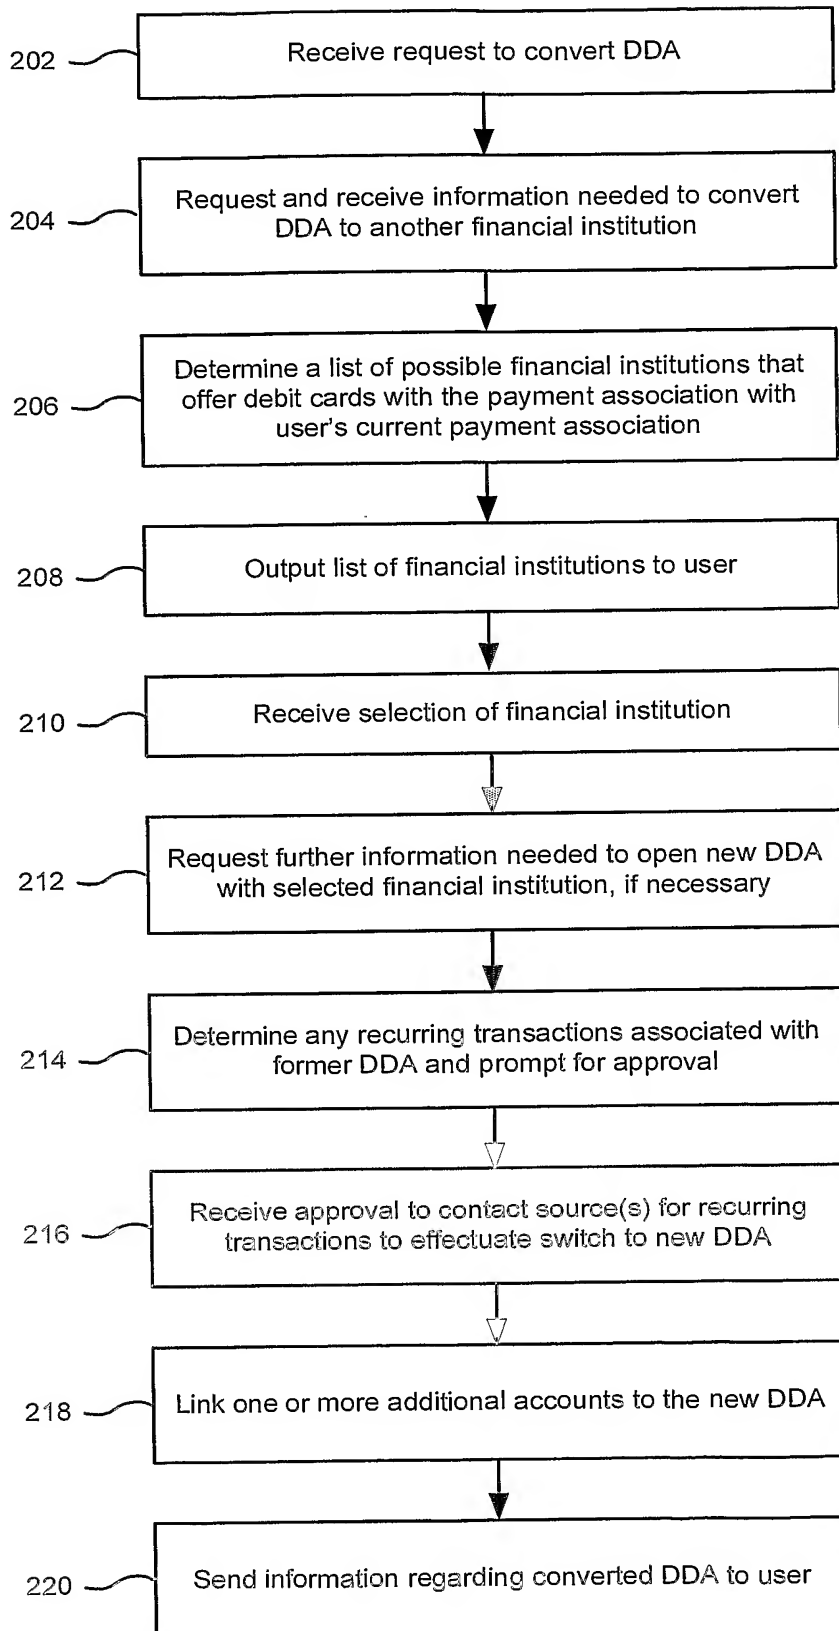 202
Receive request to convert DDA
204
Request and receive information needed to convert
DDA to another financial institution
206
Determine a list of possible financial institutions that
offer debit cards with the payment association with
user's current payment association
208
Output list of financial institutions to user
210
Receive selection of financial institution
212
Request further information needed to open new DDA
with selected financial institution, if necessary
214
Determine any recurring transactions associated with
former DDA and prompt for approval
216
Receive approval to contact source(s) for recurring
transactions to effectuate switch to new DDA
218
Link one or more additional accounts to the new DDA
220
Send information regarding converted DDA to user